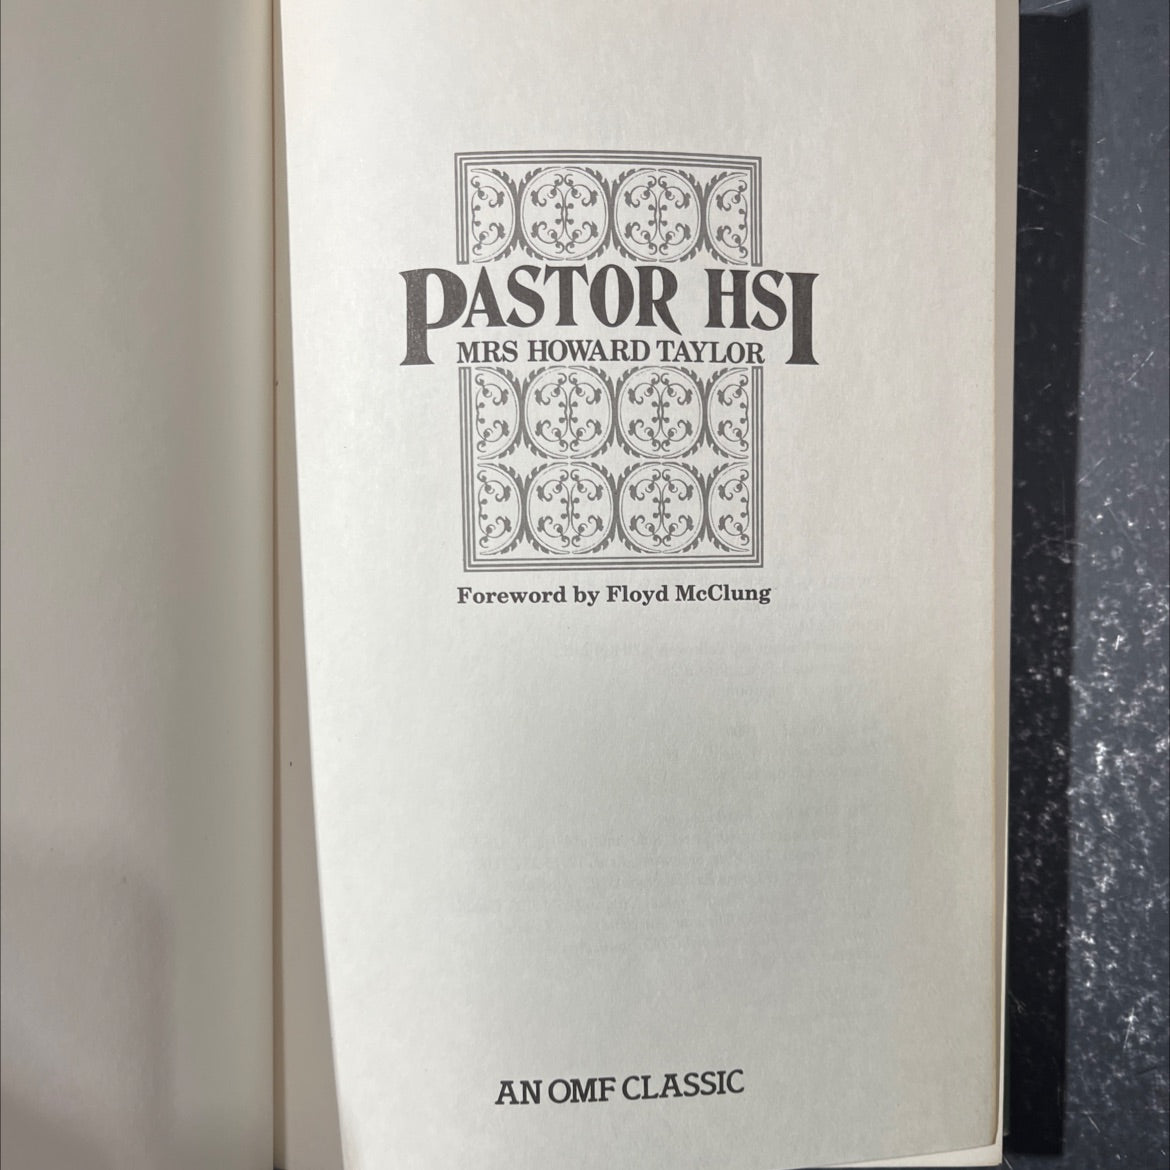 PASTOR HSI
MRS HOWARD TAYLOR
Foreword by Floyd McClung
AN OMF CLASSIC